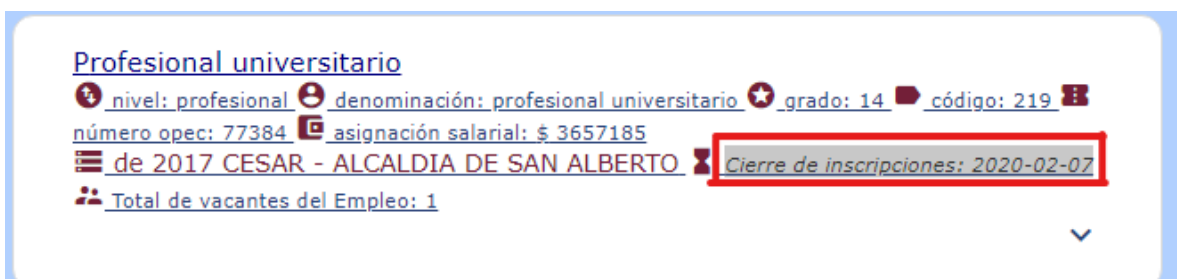 Profesional universitario
nivel: profesional denominación: profesional universitario grado: 14 código: 219
número opec: 77384 asignación salarial: $ 3657185
de 2017 CESAR - ALCALDIA DE SAN ALBERTO Cierre de inscripciones: 2020-02-07
Total de vacantes del Empleo: 1